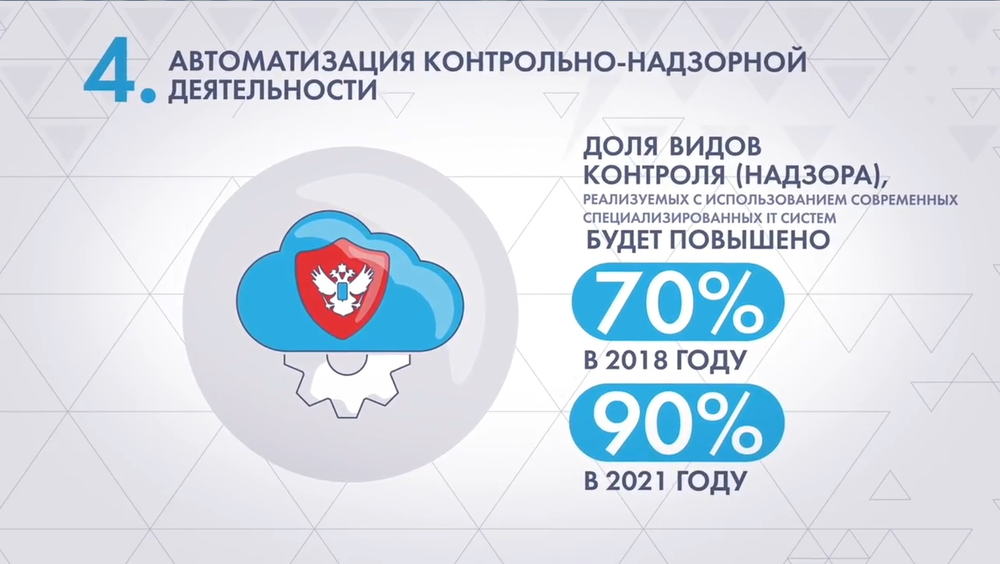 4. АВТОМАТИЗАЦИЯ КОНТРОЛЬНО-НАДЗОРНОЙ
ДЕЯТЕЛЬНОСТИ
ДОЛЯ ВИДОВ
КОНТРОЛЯ (НАДЗОРА),
РЕАЛИЗУЕМЫХ С ИСПОЛЬЗОВАНИЕМ СОВРЕМЕННЫХ
СПЕЦИАЛИЗИРОВАННЫХ IT СИСТЕМ
БУДЕТ ПОВЫШЕНО
70%
В 2018 ГОДУ
90%
В 2021 ГОДУ